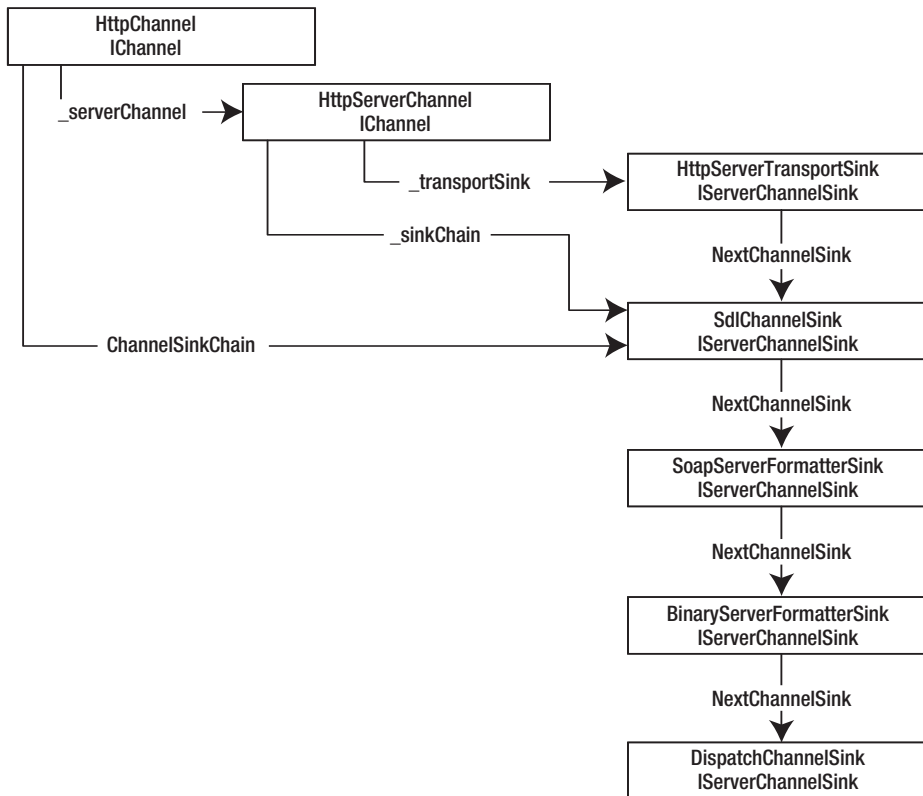 HttpChannel
IChannel
_serverChannel
HttpServerChannel
IChannel
_transportSink
HttpServerTransportSink
IServerChannelSink
_sinkChain
NextChannelSink
SdlChannelSink
IServerChannelSink
ChannelSinkChain
NextChannelSink
SoapServerFormatterSink
IServerChannelSink
NextChannelSink
BinaryServerFormatterSink
IServerChannelSink
NextChannelSink
DispatchChannelSink
IServerChannelSink